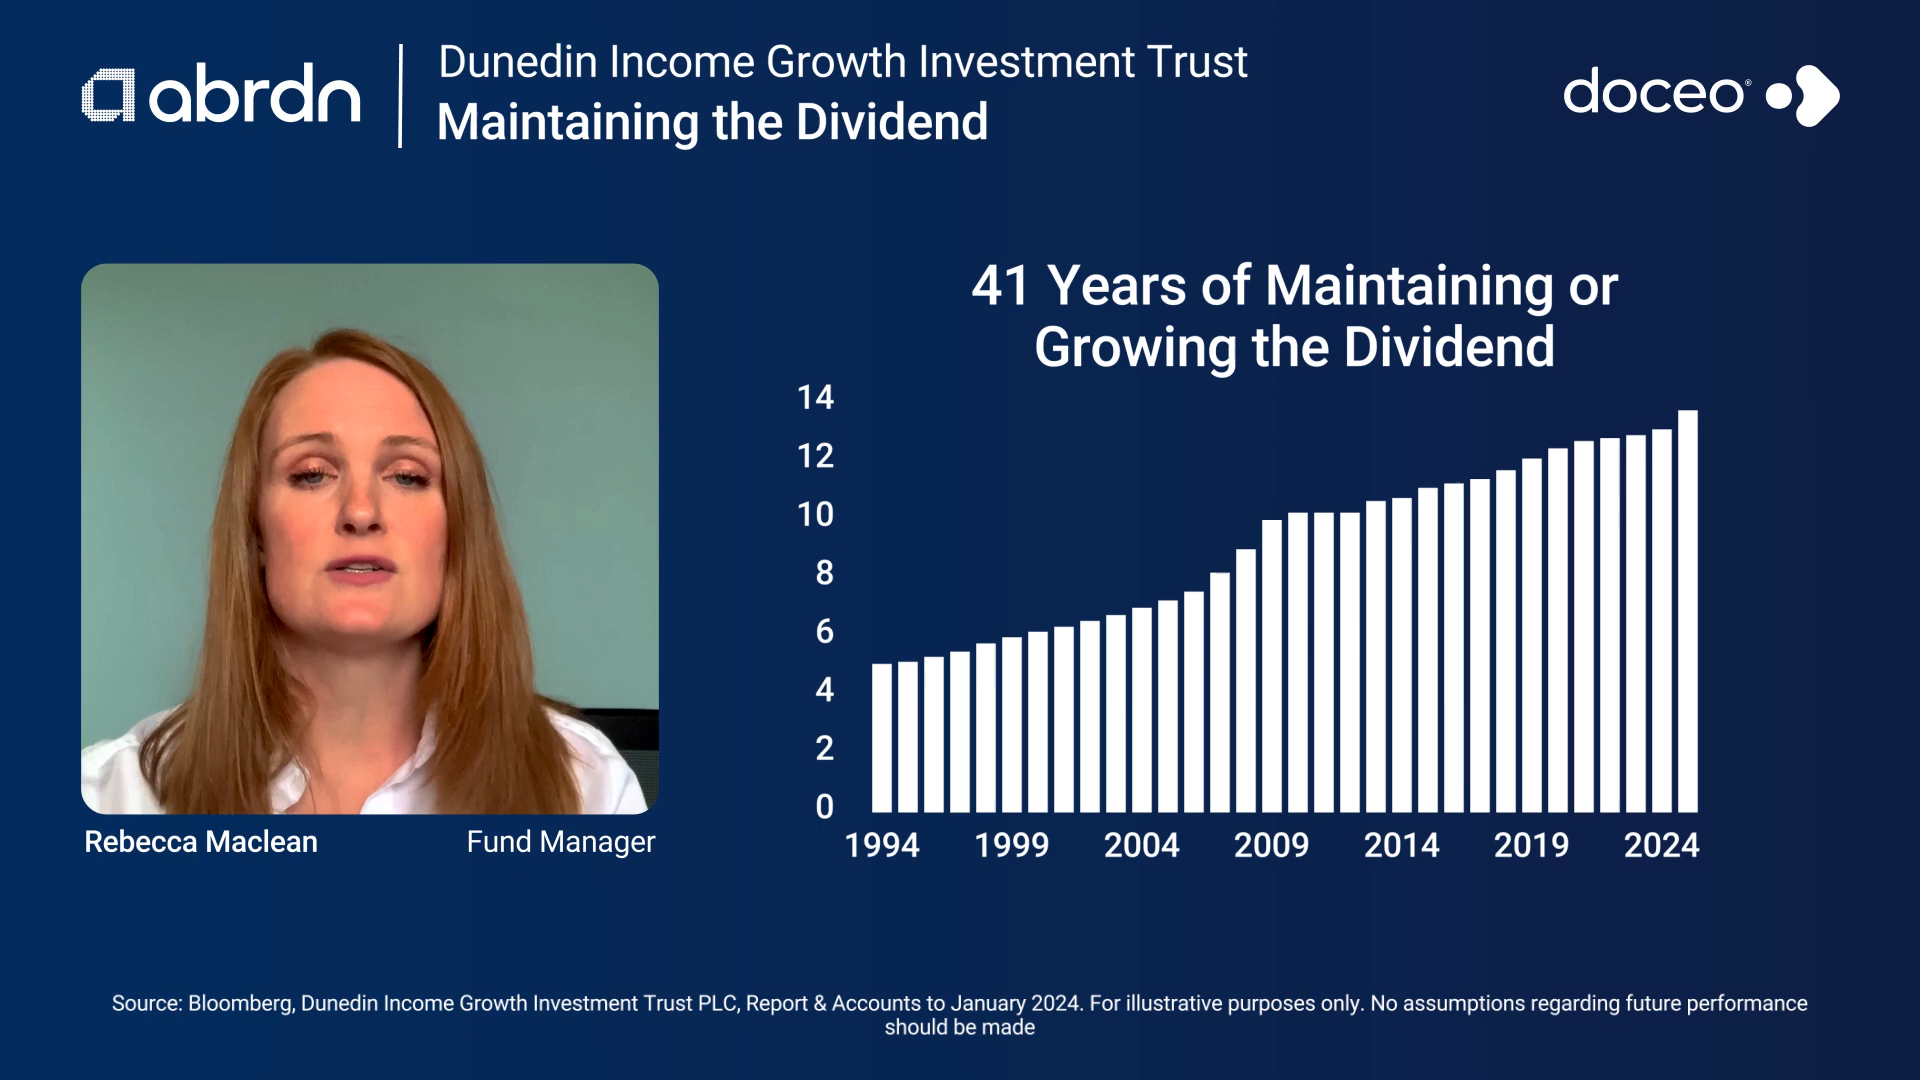 abrdn
Dunedin Income Growth Investment Trust
Maintaining the Dividend
doceo®
41 Years of Maintaining or
Growing the Dividend
14
12
10
8
6
4
2
0
1994 1999 2004 2009 2014 2019 2024
Rebecca Maclean Fund Manager
Source: Bloomberg, Dunedin Income Growth Investment Trust PLC, Report & Accounts to January 2024. For illustrative purposes only. No assumptions regarding future performance
should be made